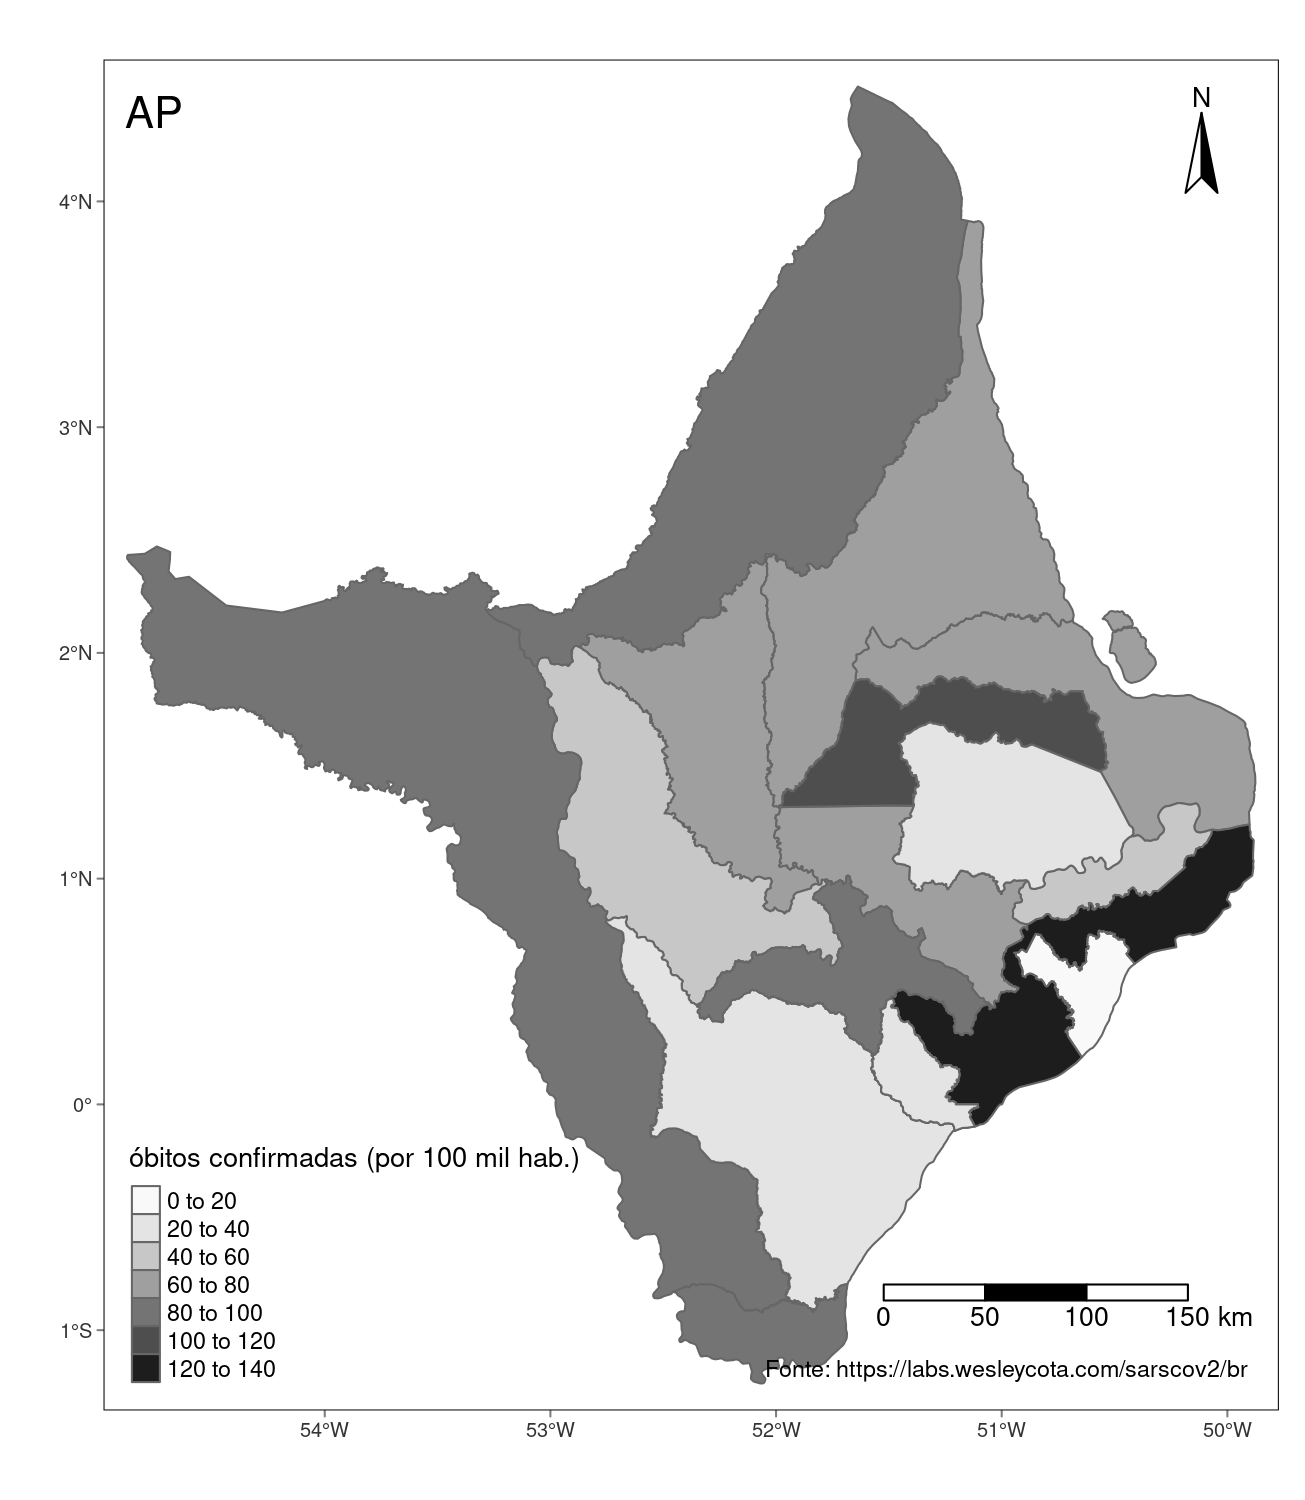 AP
N
4°N
3°N
2°N
1°N
0°
1°S
óbitos confirmadas (por 100 mil hab.)
0 to 20
20 to 40
40 to 60
60 to 80
80 to 100
100 to 120
120 to 140
0 50 100 150 km
Fonte: https://labs.wesleycota.com/sarscov2/br
54°W 53°W 52°W 51°W 50°W